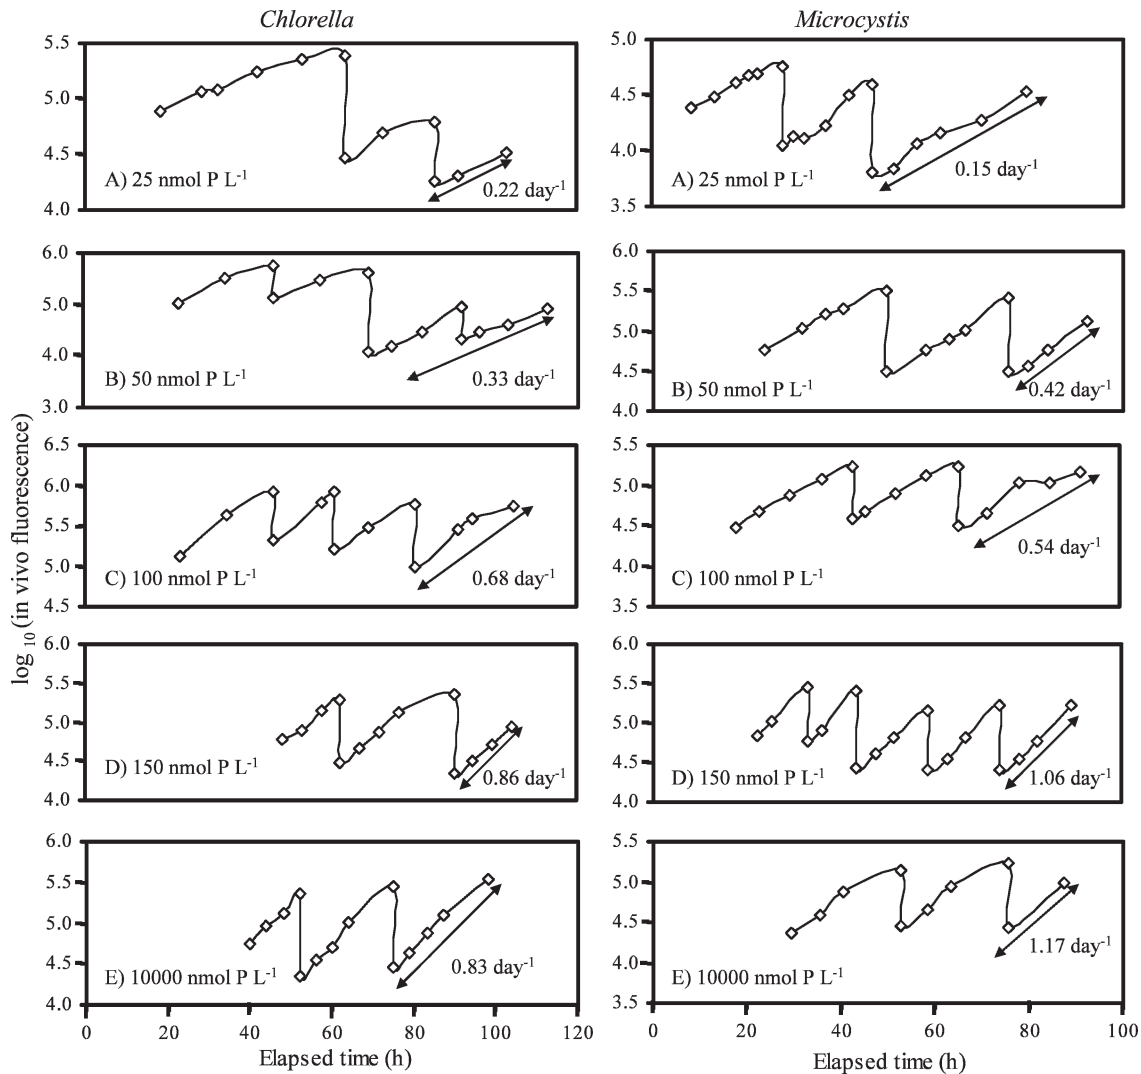 Chlorella
5.5
5.0
4.5
4.0
A) 25 nmol P L-1
0.22 day-1
6.0
5.0
4.0
3.0
B) 50 nmol P L-1
0.33 day-1
6.5
6.0
5.5
5.0
4.5
C) 100 nmol P L-1
0.68 day-1
6.0
5.5
5.0
4.5
4.0
D) 150 nmol P L-1
0.86 day-1
6.0
5.5
5.0
4.5
4.0
E) 10000 nmol P L-1
0.83 day-1
0 20 40 60 80 100 120
Elapsed time (h)
log 10 (in vivo fluorescence)
Microcystis
5.0
4.5
4.0
3.5
A) 25 nmol P L-1
0.15 day-1
6.0
5.5
5.0
4.5
4.0
B) 50 nmol P L-1
0.42 day-1
5.5
5.0
4.5
4.0
3.5
C) 100 nmol P L-1
0.54 day-1
6.0
5.5
5.0
4.5
4.0
D) 150 nmol P L-1
1.06 day-1
5.5
5.0
4.5
4.0
3.5
E) 10000 nmol P L-1
1.17 day-1
0 20 40 60 80 100
Elapsed time (h)